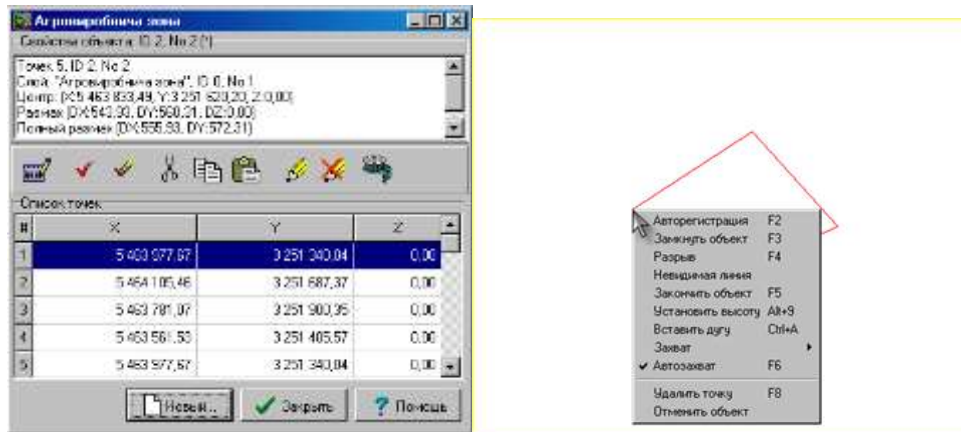 Агровиробнича зона
Свойства объекта: ID 2, No 2 (*)
Точек 5, ID 2, No 2
Слой: "Агровиробнича зона", ID 0, No 1
Центр: (X:5 463 833,49, Y:3 251 620,20, Z:0,00)
Размах (DX:543,93, DY:560,31, DZ:0,00)
Полный размах (DX:555,93, DY:572,31)
Список точек
# X Y Z
1 5 463 977,67 3 251 340,04 0,00
2 5 464 105,46 3 251 687,37 0,00
3 5 463 781,07 3 251 900,35 0,00
4 5 463 561,53 3 251 405,57 0,00
5 5 463 977,67 3 251 340,04 0,00
Новый... Закрыть Помощь
Авторегистрация F2
Замкнуть объект F3
Разрыв F4
Невидимая линия
Закончить объект F5
Установить высоту Alt+9
Вставить дугу Ctrl+A
Захват
Автозахват F6
Удалить точку F8
Отменить объект